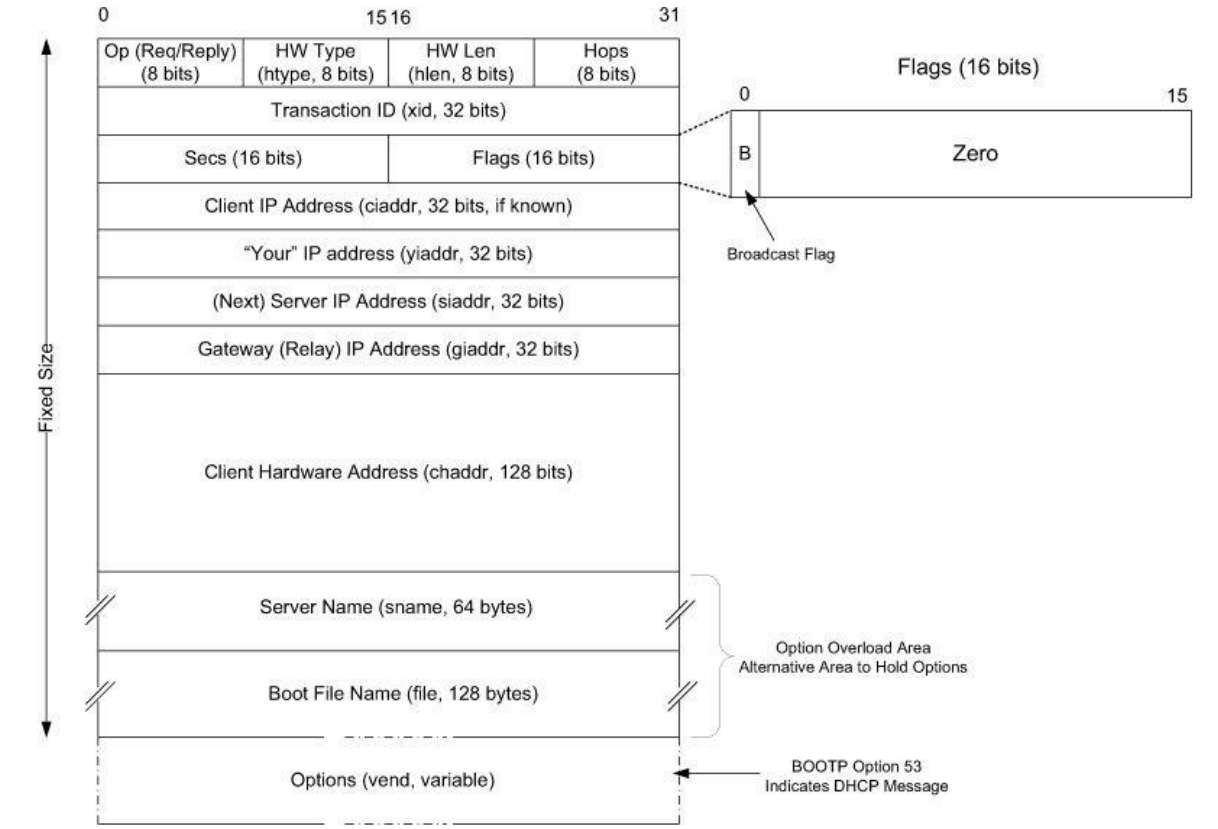 0 15 16 31
Op (Req/Reply) HW Type HW Len Hops
(8 bits) (htype, 8 bits) (hlen, 8 bits) (8 bits)
Transaction ID (xid, 32 bits)
Secs (16 bits) Flags (16 bits)
Client IP Address (ciaddr, 32 bits, if known)
“Your” IP address (yiaddr, 32 bits)
(Next) Server IP Address (siaddr, 32 bits)
Gateway (Relay) IP Address (giaddr, 32 bits)
Client Hardware Address (chaddr, 128 bits)
Server Name (sname, 64 bytes)
Boot File Name (file, 128 bytes)
Options (vend, variable)
Fixed Size
Flags (16 bits)
0 15
B Zero
Broadcast Flag
Option Overload Area
Alternative Area to Hold Options
BOOTP Option 53
Indicates DHCP Message